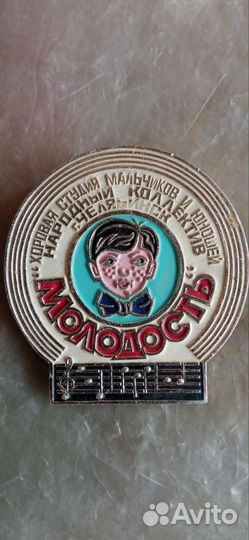 "ХОРОВАЯ СТУДИЯ МАЛЬЧИКОВ И ЮНОШЕЙ
НАРОДНЫЙ КОЛЛЕКТИВ
ЧЕЛЯБИНСК
"МОЛОДОСТЬ"
Avito